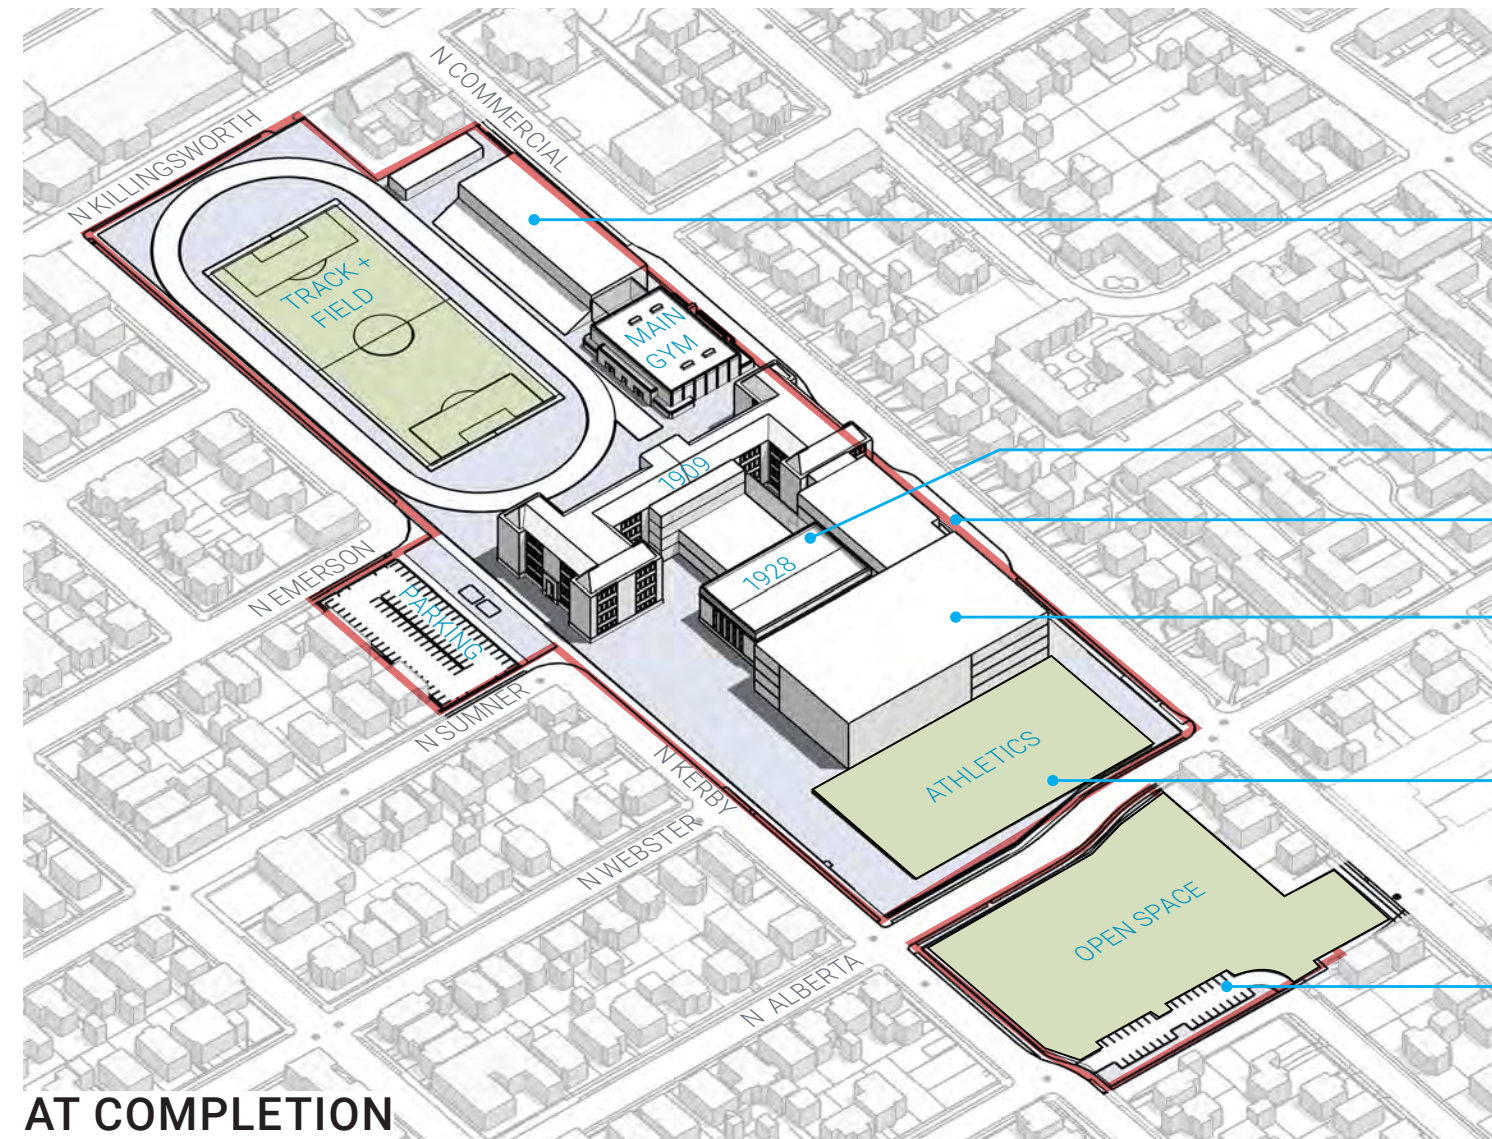 N COMMERCIAL
N KILLINGSWORTH
TRACK +
FIELD
MAIN
GYM
1909
1928
N EMERSON
PARKING
N SUMNER
N KERBY
ATHLETICS
N WEBSTER
OPEN SPACE
N ALBERTA
AT COMPLETION